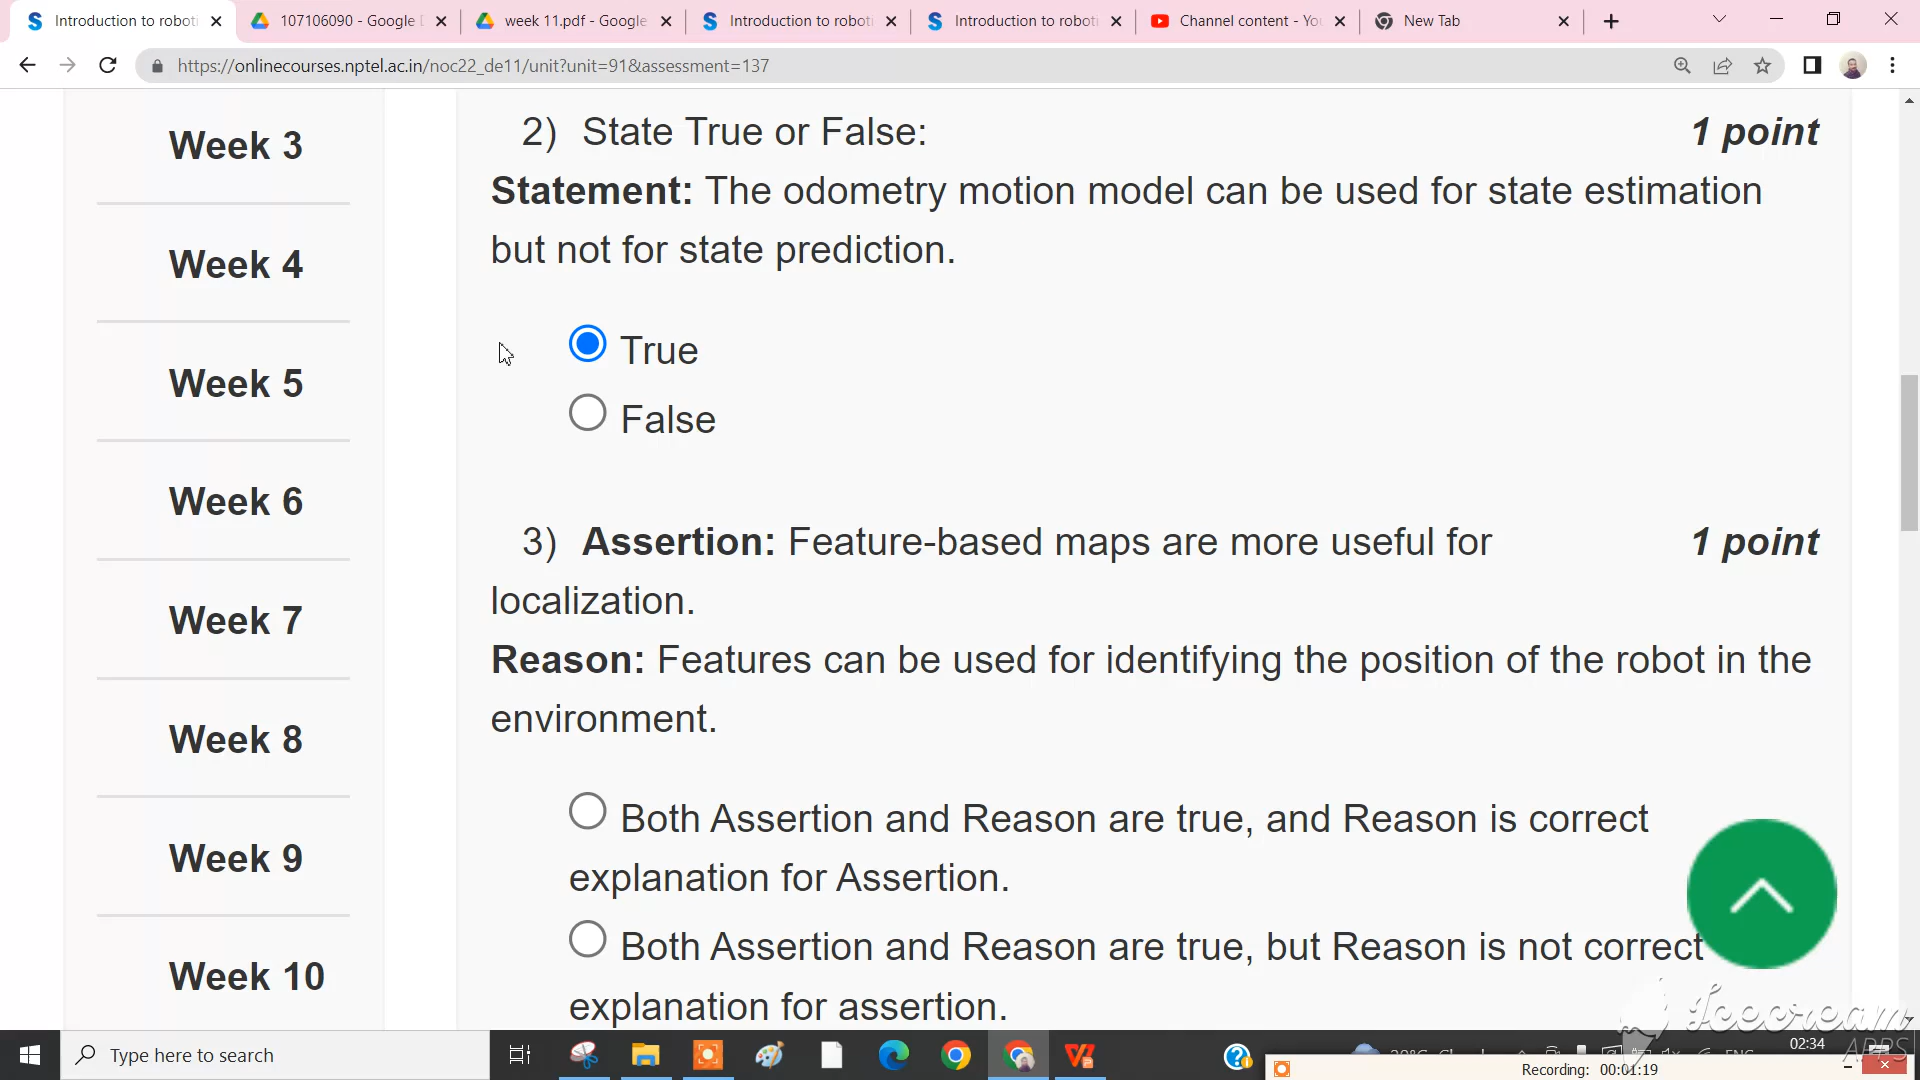 Introduction to roboti
107106090 - Google D
week 11.pdf - Google
Introduction to roboti
Introduction to roboti
Channel content - You
New Tab
https://onlinecourses.nptel.ac.in/noc22_de11/unit?unit=91&assessment=137
Week 3
Week 4
Week 5
Week 6
Week 7
Week 8
Week 9
Week 10
2) State True or False:
1 point
Statement: The odometry motion model can be used for state estimation
but not for state prediction.
True
False
3) Assertion: Feature-based maps are more useful for
1 point
localization.
Reason: Features can be used for identifying the position of the robot in the
environment.
Both Assertion and Reason are true, and Reason is correct
explanation for Assertion.
Both Assertion and Reason are true, but Reason is not correct
explanation for assertion.
Icecream
APPS
Type here to search
02:34
Recording: 00:01:19